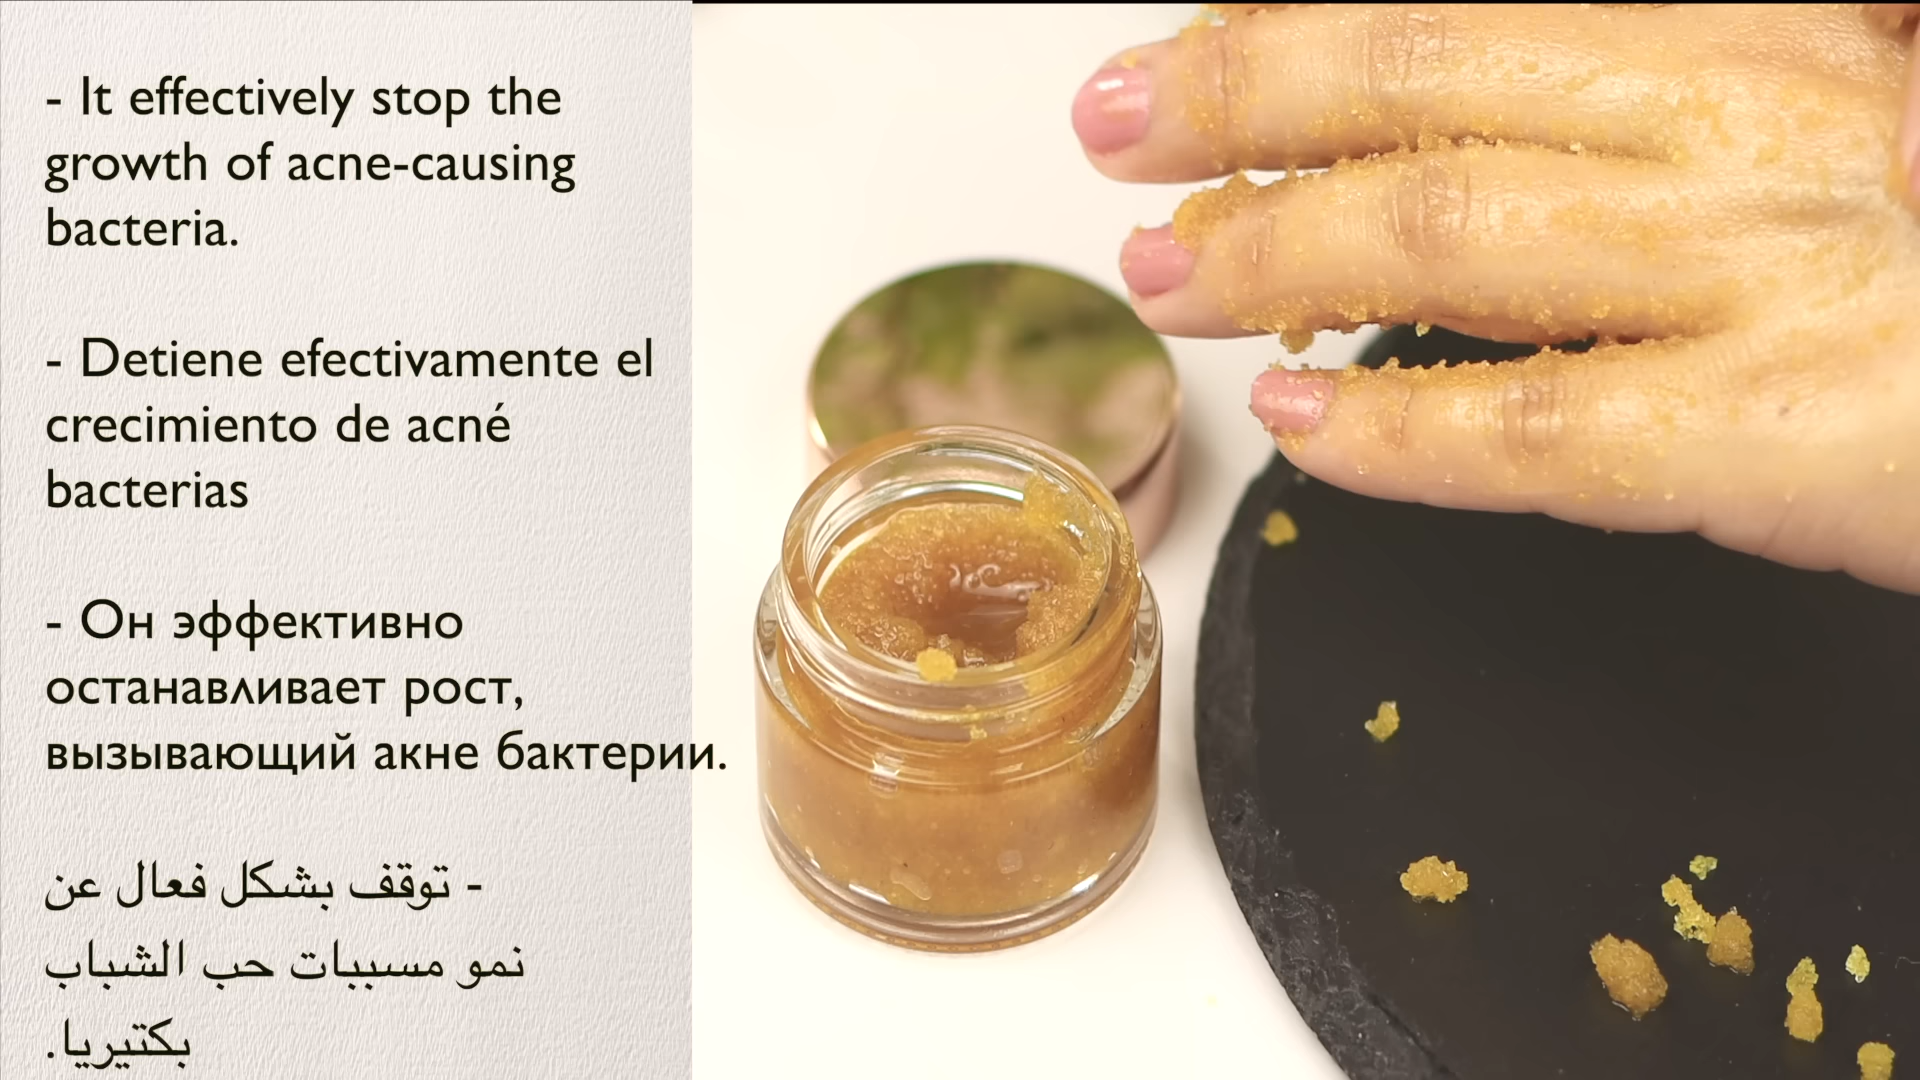 - It effectively stop the
growth of acne-causing
bacteria.
- Detiene efectivamente el
crecimiento de acné
bacterias
- Он эффективно
останавливает рост,
вызывающий акне бактерии.
- توقف بشكل فعال عن
نمو مسببات حب الشباب
بكتيريا.